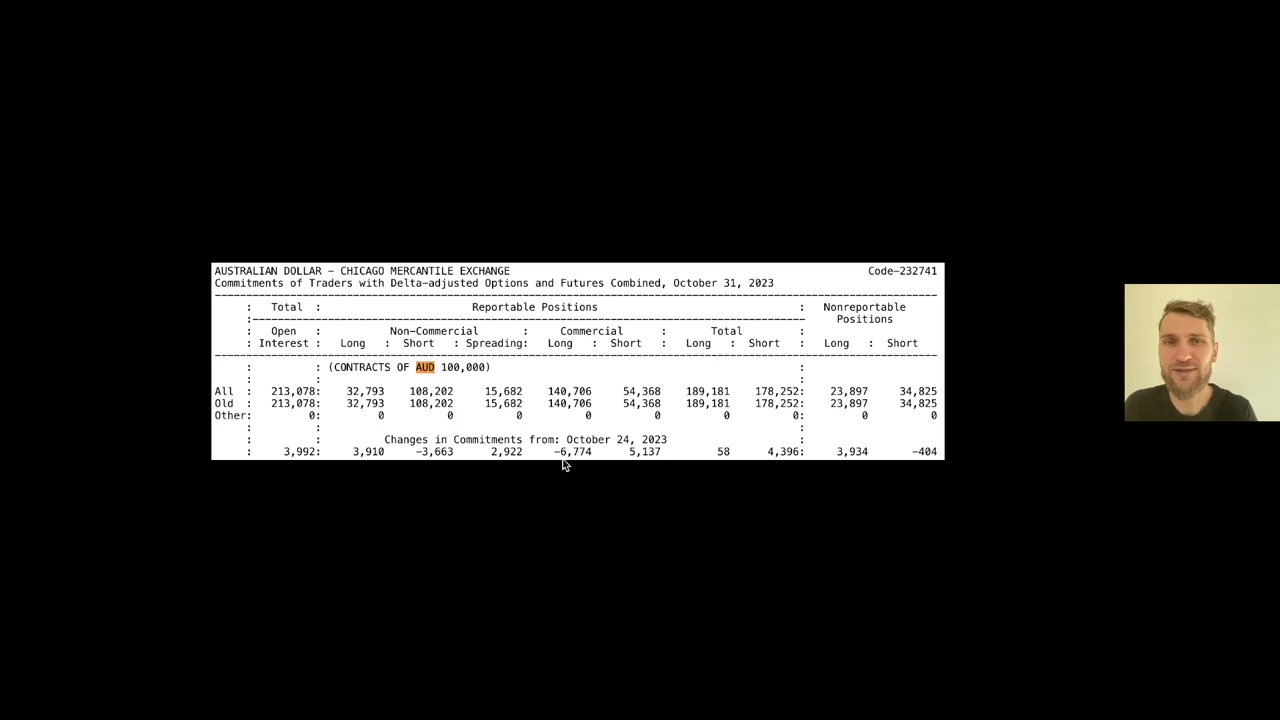 AUSTRALIAN DOLLAR - CHICAGO MERCANTILE EXCHANGE Code-232741
Commitments of Traders with Delta-adjusted Options and Futures Combined, October 31, 2023
: Total : Reportable Positions : Nonreportable
: : Positions
: Open : Non-Commercial : Commercial : Total :
: Interest : Long : Short : Spreading: Long : Short : Long : Short : Long : Short
: : (CONTRACTS OF AUD 100,000) :
: : :
All : 213,078: 32,793 108,202 15,682 140,706 54,368 189,181 178,252: 23,897 34,825
Old : 213,078: 32,793 108,202 15,682 140,706 54,368 189,181 178,252: 23,897 34,825
Other: 0: 0 0 0 0 0 0 0: 0 0
: : :
: : Changes in Commitments from: October 24, 2023 :
: 3,992: 3,910 -3,663 2,922 -6,774 5,137 58 4,396: 3,934 -404